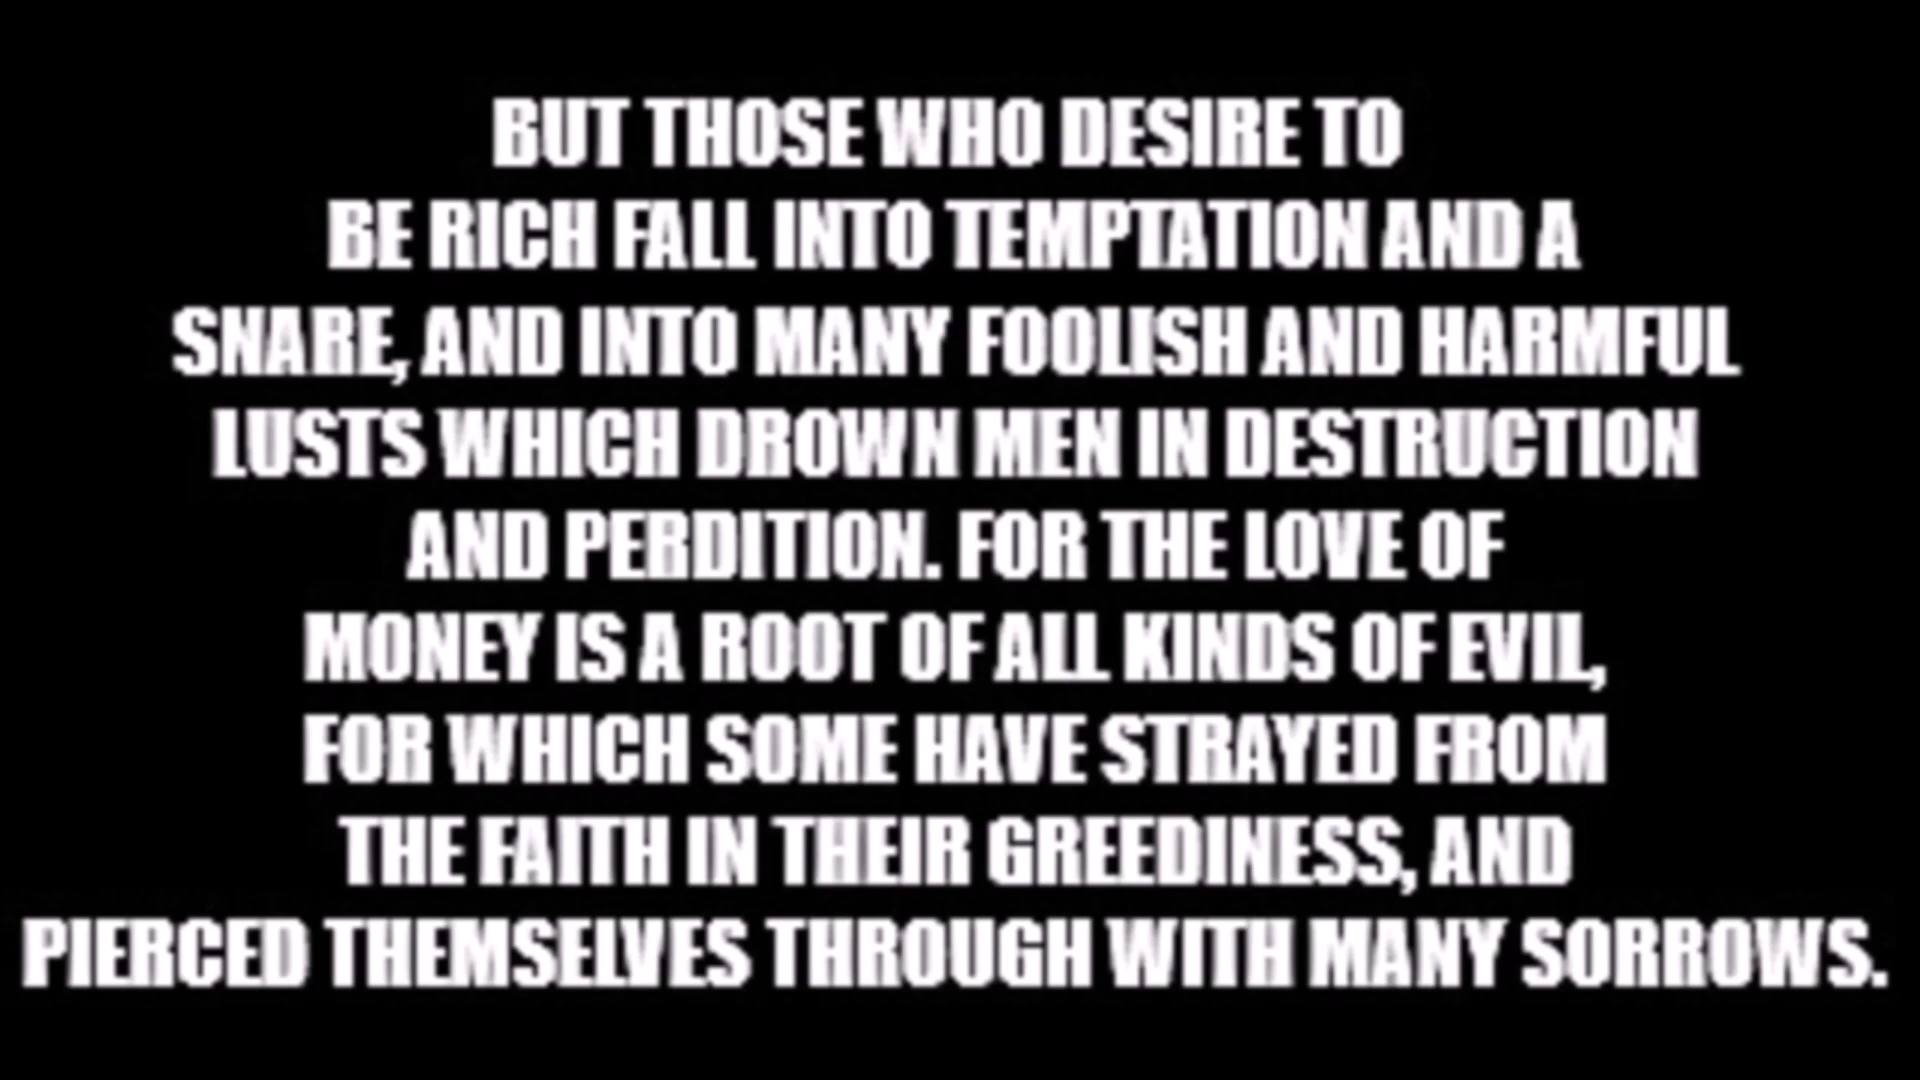 BUT THOSE WHO DESIRE TO
BE RICH FALL INTO TEMPTATION AND A
SNARE, AND INTO MANY FOOLISH AND HARMFUL
LUSTS WHICH DROWN MEN IN DESTRUCTION
AND PERDITION. FOR THE LOVE OF
MONEY IS A ROOT OF ALL KINDS OF EVIL,
FOR WHICH SOME HAVE STRAYED FROM
THE FAITH IN THEIR GREEDINESS, AND
PIERCED THEMSELVES THROUGH WITH MANY SORROWS.